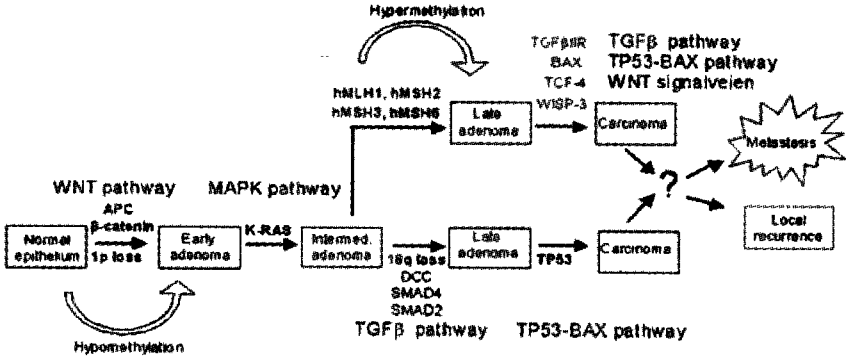 Hypermethylation
TGFβIIR TGFβ pathway
BAX TP53-BAX pathway
TCF-4 WNT signalveien
WISP-3
hMLH1, hMSH2
hMSH3, hMSH6
Late
adenoma
Carcinoma
Metastasis
?
WNT pathway MAPK pathway
APC
β-catenin
1p loss
Normal
epithelium
Early
adenoma
K-RAS
Intermed.
adenoma
18q loss
DCC
SMAD4
SMAD2
Late
adenoma
TP53
Carcinoma
Local
recurrence
TGFβ pathway TP53-BAX pathway
Hypomethylation